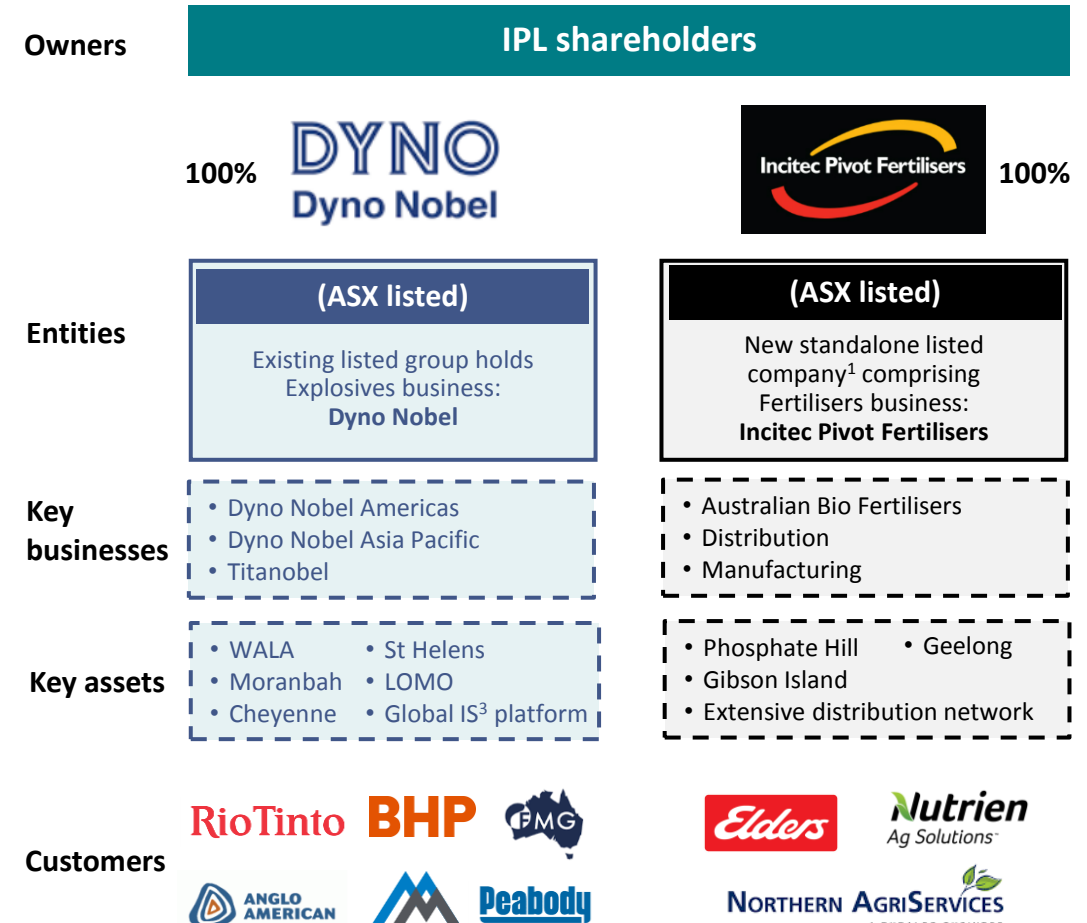 Owners
IPL shareholders
100%
DYNO
Dyno Nobel
Incitec Pivot Fertilisers
100%
Entities
(ASX listed)
Existing listed group holds
Explosives business:
Dyno Nobel
(ASX listed)
New standalone listed
company¹ comprising
Fertilisers business:
Incitec Pivot Fertilisers
Key
businesses
• Dyno Nobel Americas
• Dyno Nobel Asia Pacific
• Titanobel
• Australian Bio Fertilisers
• Distribution
• Manufacturing
Key assets
• WALA
• Moranbah
• Cheyenne
• St Helens
• LOMO
• Global IS³ platform
• Phosphate Hill
• Geelong
• Gibson Island
• Extensive distribution network
Customers
RioTinto
BHP
FMG
ANGLO
AMERICAN
Peabody
Elders
Nutrien
Ag Solutions
NORTHERN AGRISERVICES